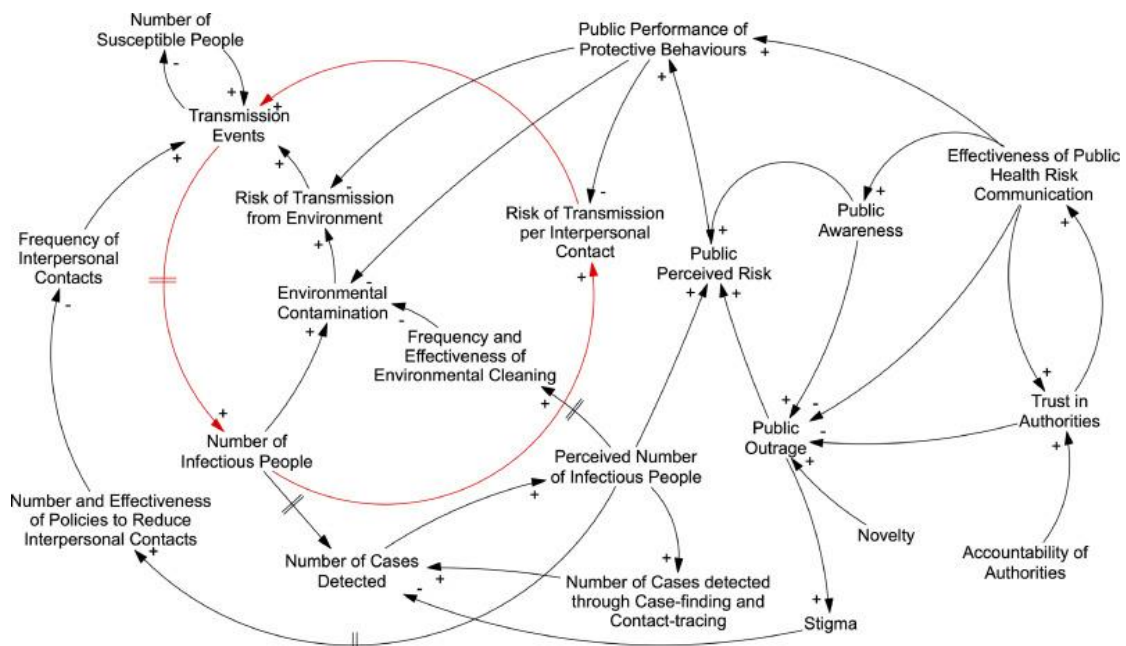 Number of
Susceptible People
-
+
Transmission
Events
+
+
+
Public Performance of
Protective Behaviours
+
+
Effectiveness of Public
Health Risk
Communication
+
+
Risk of Transmission
from Environment
-
+
Risk of Transmission
per Interpersonal
Contact
-
+
Public
Awareness
+
Frequency of
Interpersonal
Contacts
-
Public
Perceived Risk
+
+
+
Environmental
Contamination
-
-
+
Frequency and
Effectiveness of
Environmental Cleaning
+
Trust in
Authorities
+
+
Public
Outrage
+
-
-
+
Number of
Infectious People
+
Perceived Number
of Infectious People
+
Number and Effectiveness
of Policies to Reduce
Interpersonal Contacts
+
Novelty
Accountability of
Authorities
Number of Cases
Detected
+
-
Number of Cases detected
through Case-finding and
Contact-tracing
+
Stigma
+